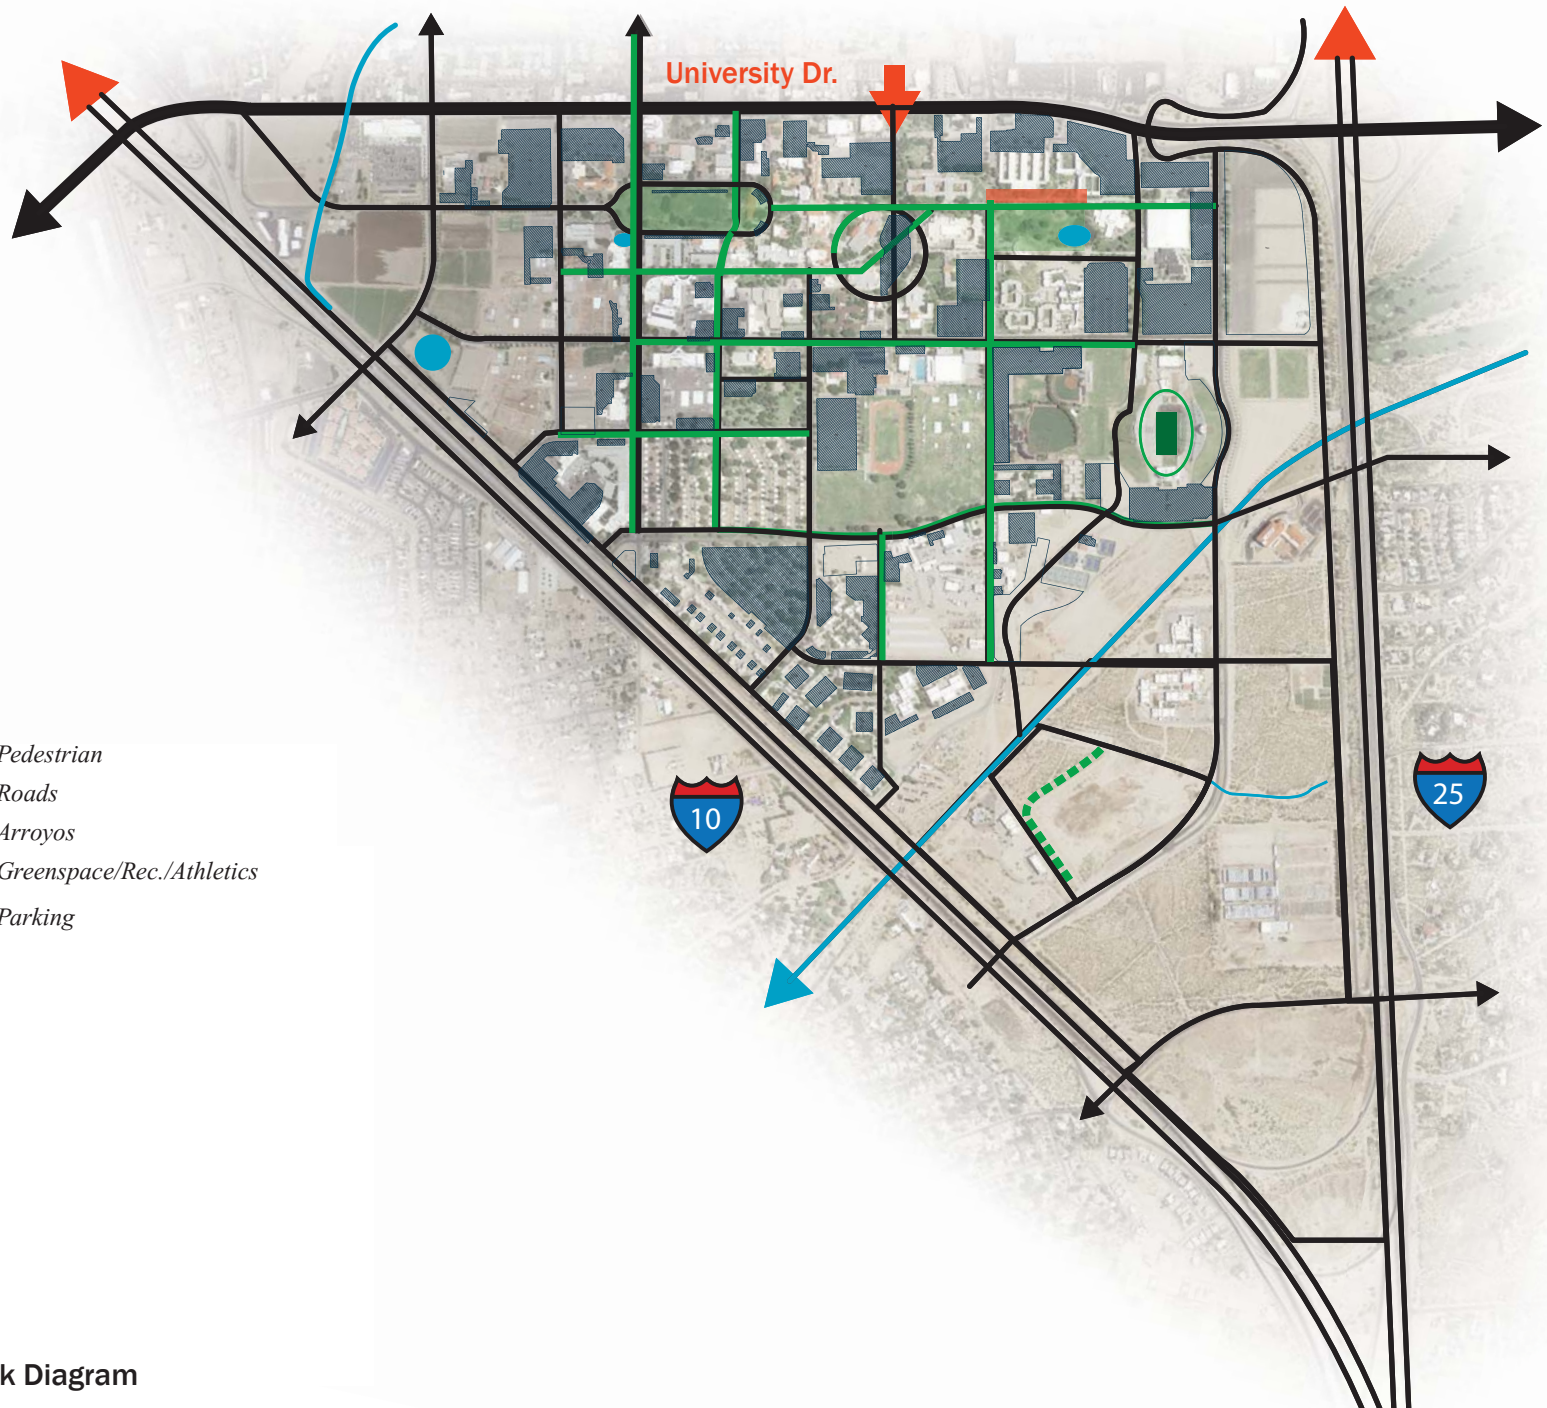 University Dr.
Pedestrian
Roads
Arroyos
Greenspace/Rec./Athletics
Parking
10
25
k Diagram